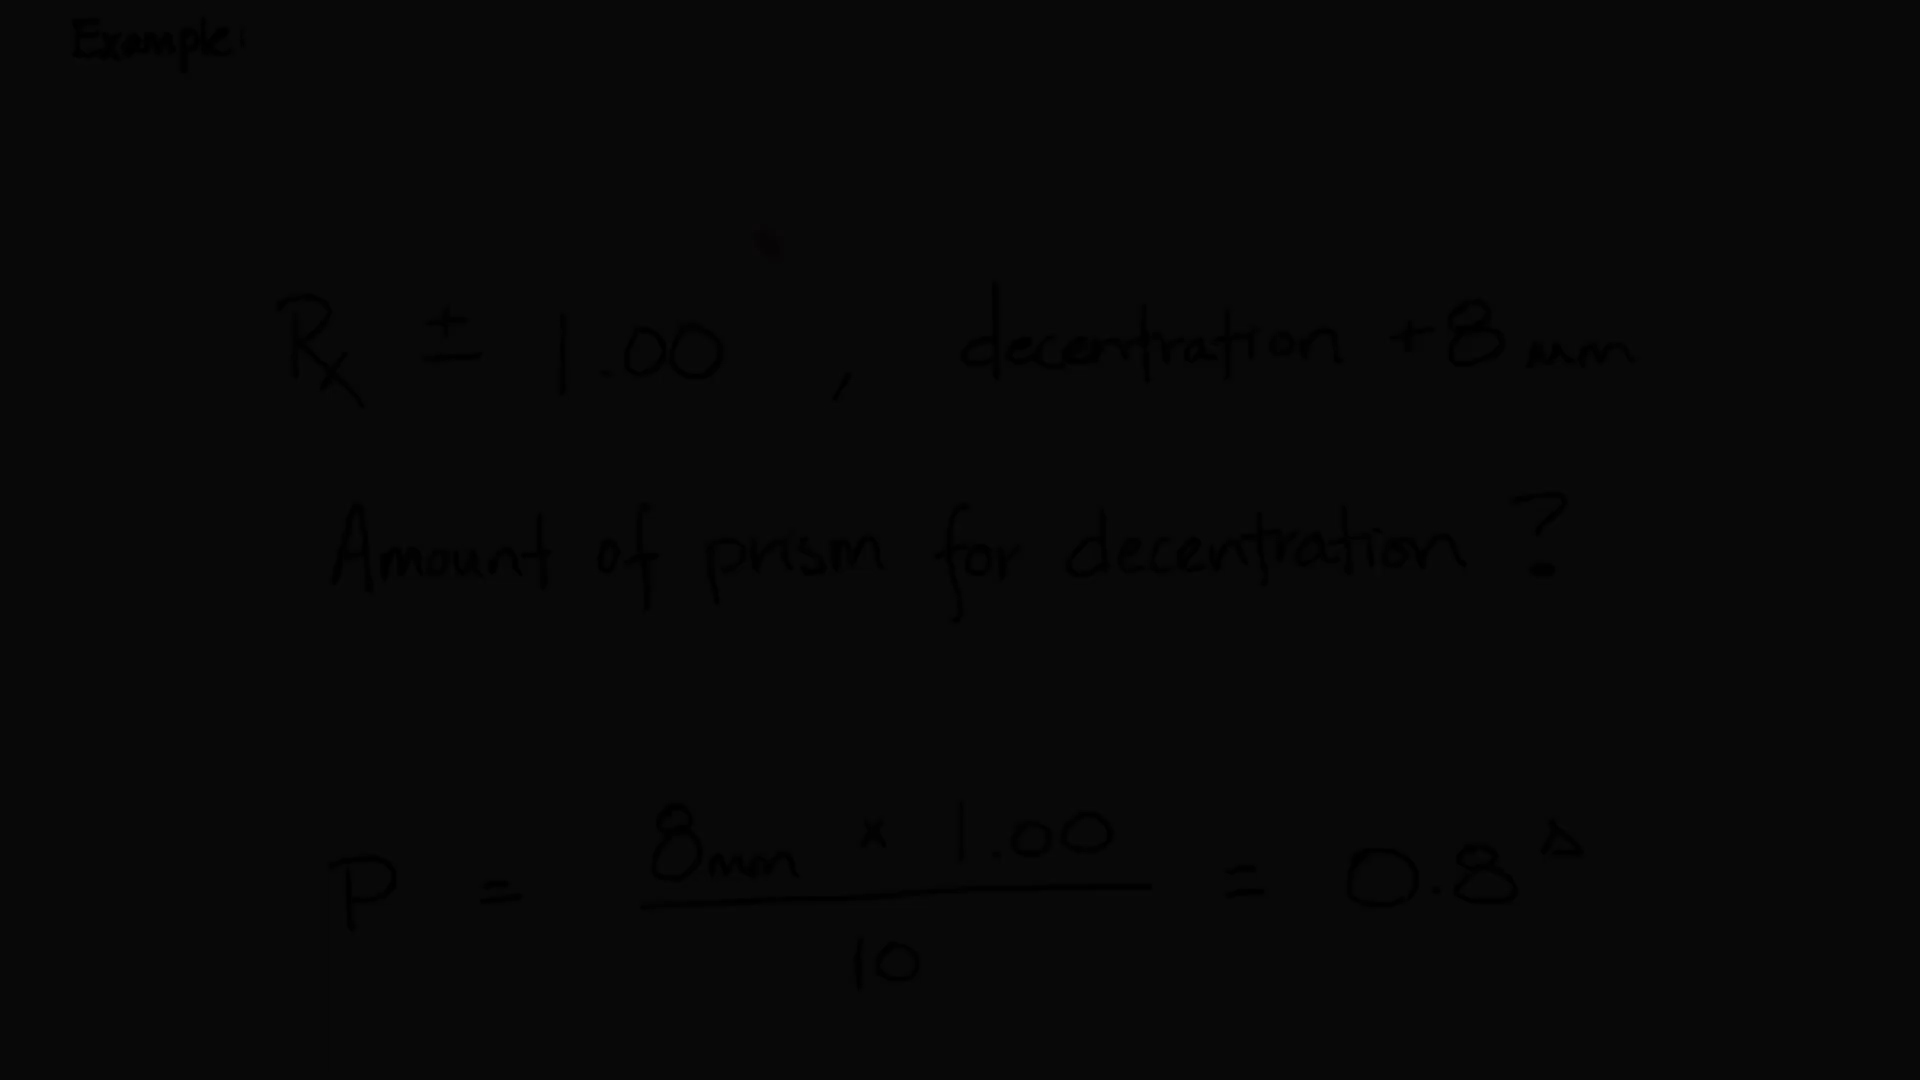 Example:
Rx ± 1.00 , decentration +8 mm
Amount of prism for decentration ?
P = 8mm × 1.00 / 10 = 0.8 Δ